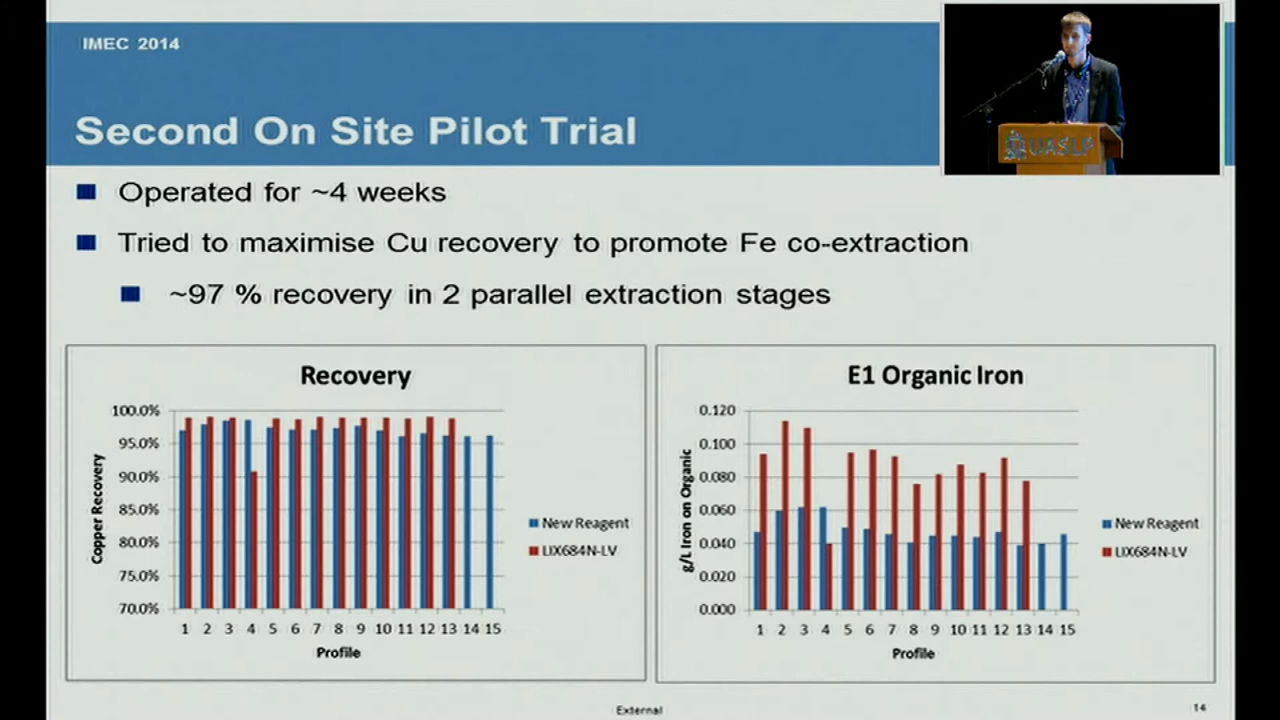 IMEC 2014
Second On Site Pilot Trial
UASLP
Operated for ~4 weeks
Tried to maximise Cu recovery to promote Fe co-extraction
~97 % recovery in 2 parallel extraction stages
Recovery
Copper Recovery
100.0%
95.0%
90.0%
85.0%
80.0%
75.0%
70.0%
1 2 3 4 5 6 7 8 9 10 11 12 13 14 15
Profile
New Reagent
LIX684N-LV
E1 Organic Iron
g/L Iron on Organic
0.120
0.100
0.080
0.060
0.040
0.020
0.000
1 2 3 4 5 6 7 8 9 10 11 12 13 14 15
Profile
New Reagent
LIX684N-LV
External
14